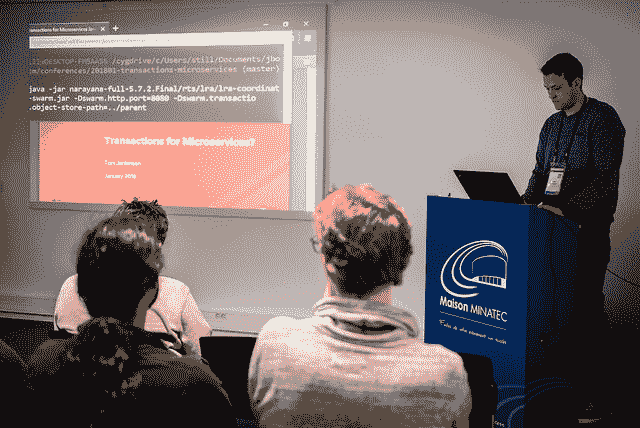 ransactions for Microservices for
/cygdrive/c/Users/still/Documents/jbo
/conferences/201801-transactions-microservices (master)
java -jar narayana-full-5.7.2.Final/rts/lra/lra-coordinat
-swarm.jar -Dswarm.http.port=8080 -Dswarm.transactio
.object-store-path=../parent
Transactions for Microservices?
Tom Jenkinson
January 2018
Maison MINATEC